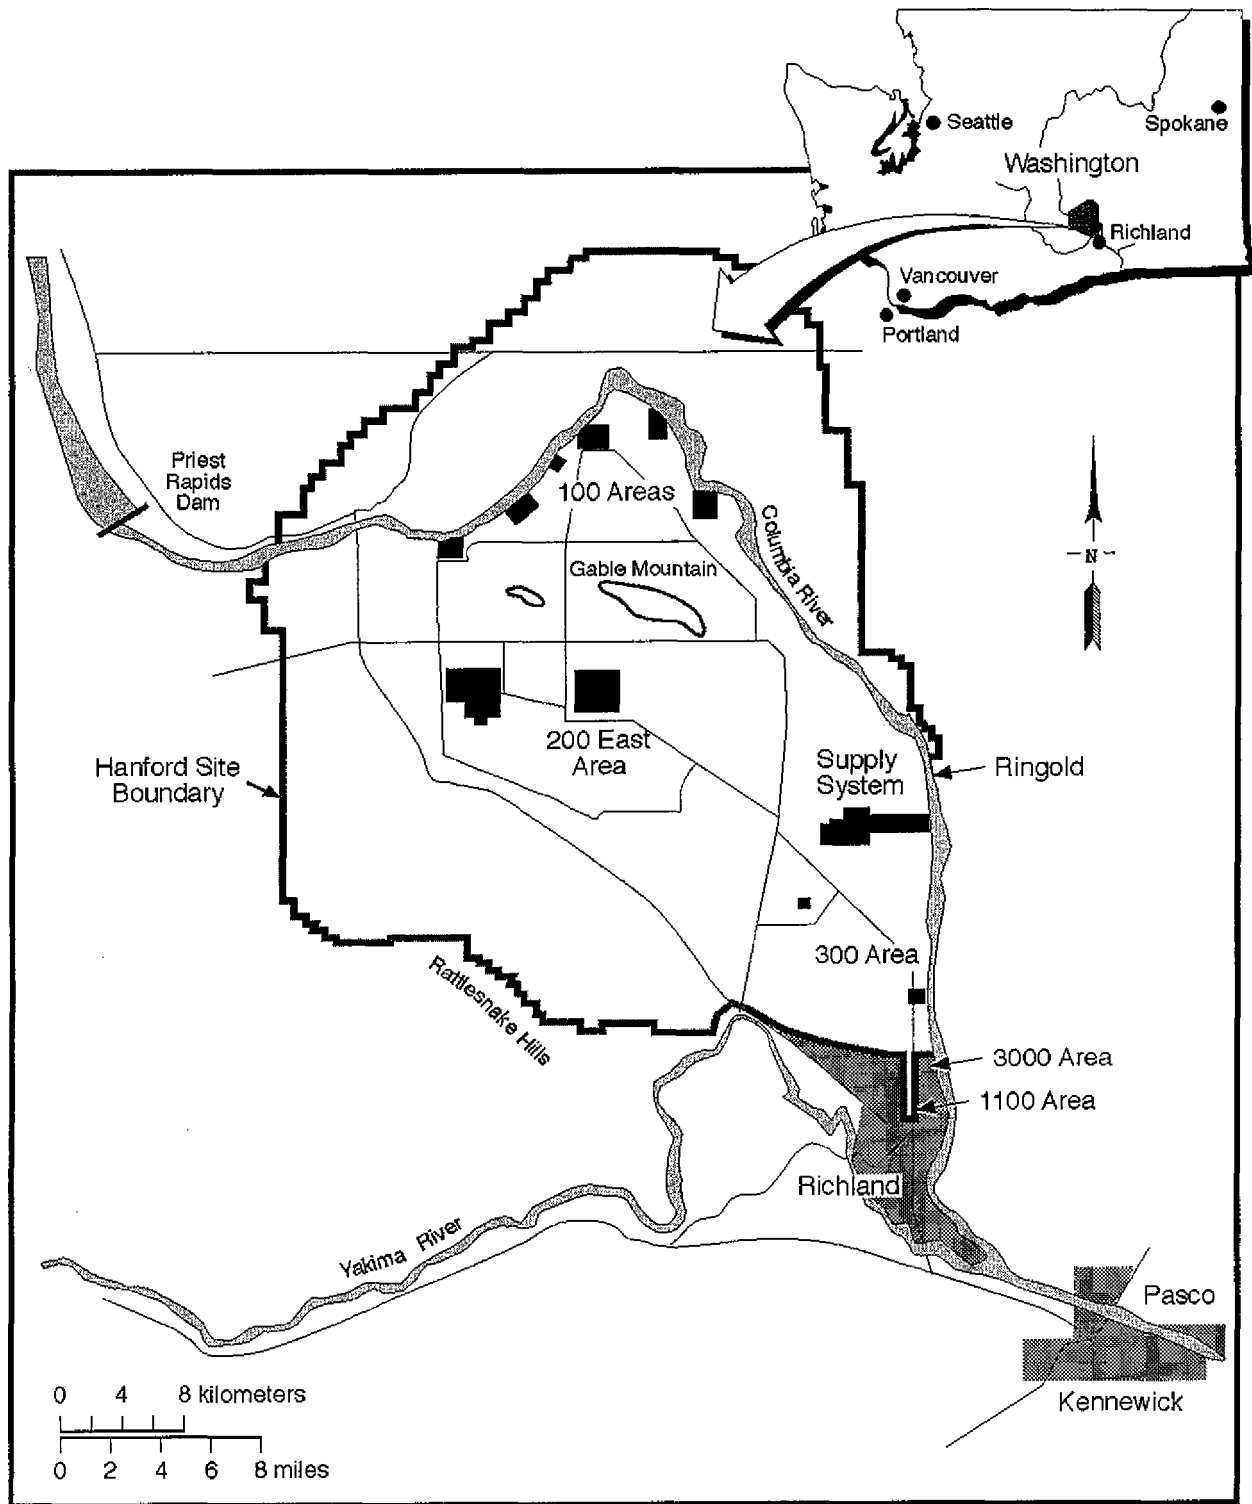 Seattle
Spokane
Washington
Richland
Vancouver
Portland
Priest
Rapids
Dam
100 Areas
Columbia River
N
Gable Mountain
200 East
Area
Hanford Site
Boundary
Supply
System
Ringold
300 Area
Rattlesnake Hills
3000 Area
1100 Area
Richland
Yakima River
Pasco
Kennewick
0 4 8 kilometers
0 2 4 6 8 miles